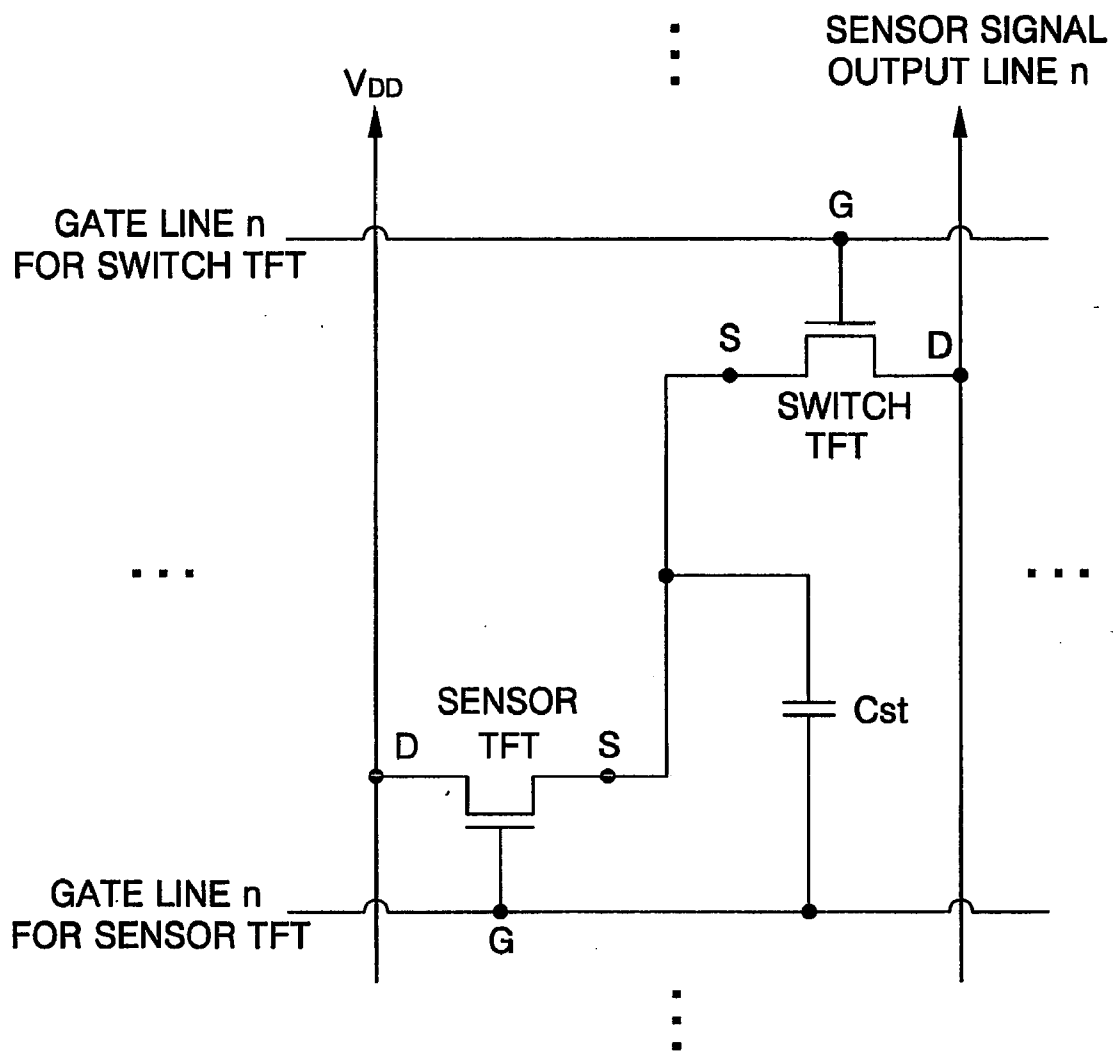 SENSOR SIGNAL
OUTPUT LINE n
VDD
GATE LINE n
FOR SWITCH TFT
G
S
D
SWITCH
TFT
SENSOR
TFT
D
S
Cst
GATE LINE n
FOR SENSOR TFT
G